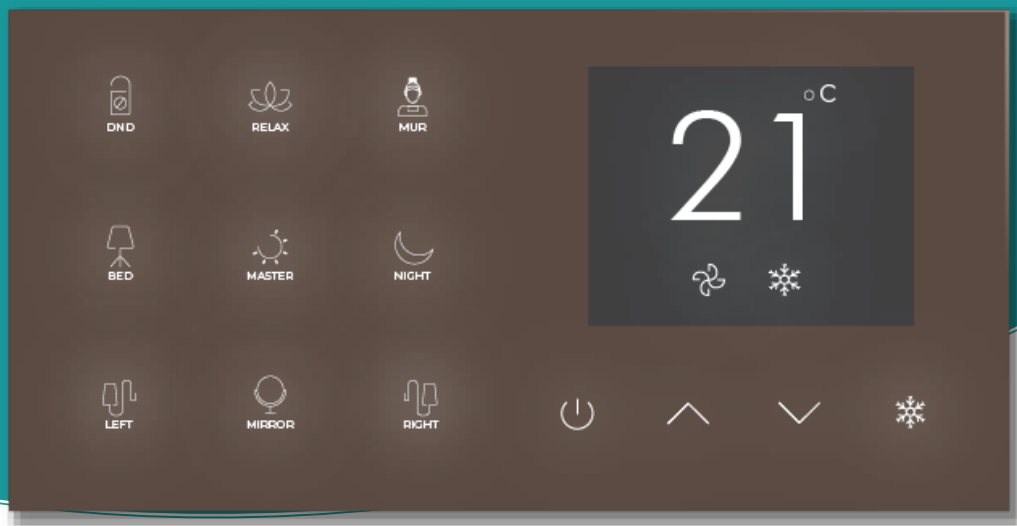 DND
RELAX
MUR
BED
MASTER
NIGHT
LEFT
MIRROR
RIGHT
°C
21